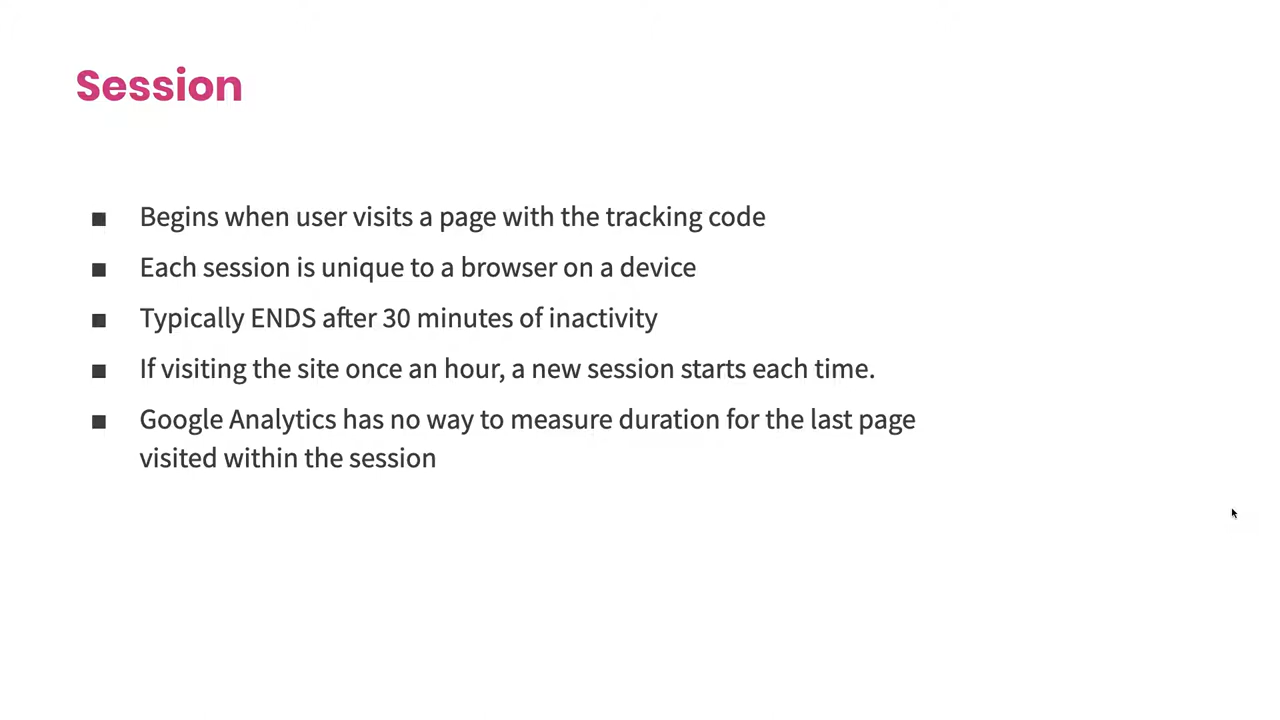 Session
■ Begins when user visits a page with the tracking code
■ Each session is unique to a browser on a device
■ Typically ENDS after 30 minutes of inactivity
■ If visiting the site once an hour, a new session starts each time.
■ Google Analytics has no way to measure duration for the last page
visited within the session